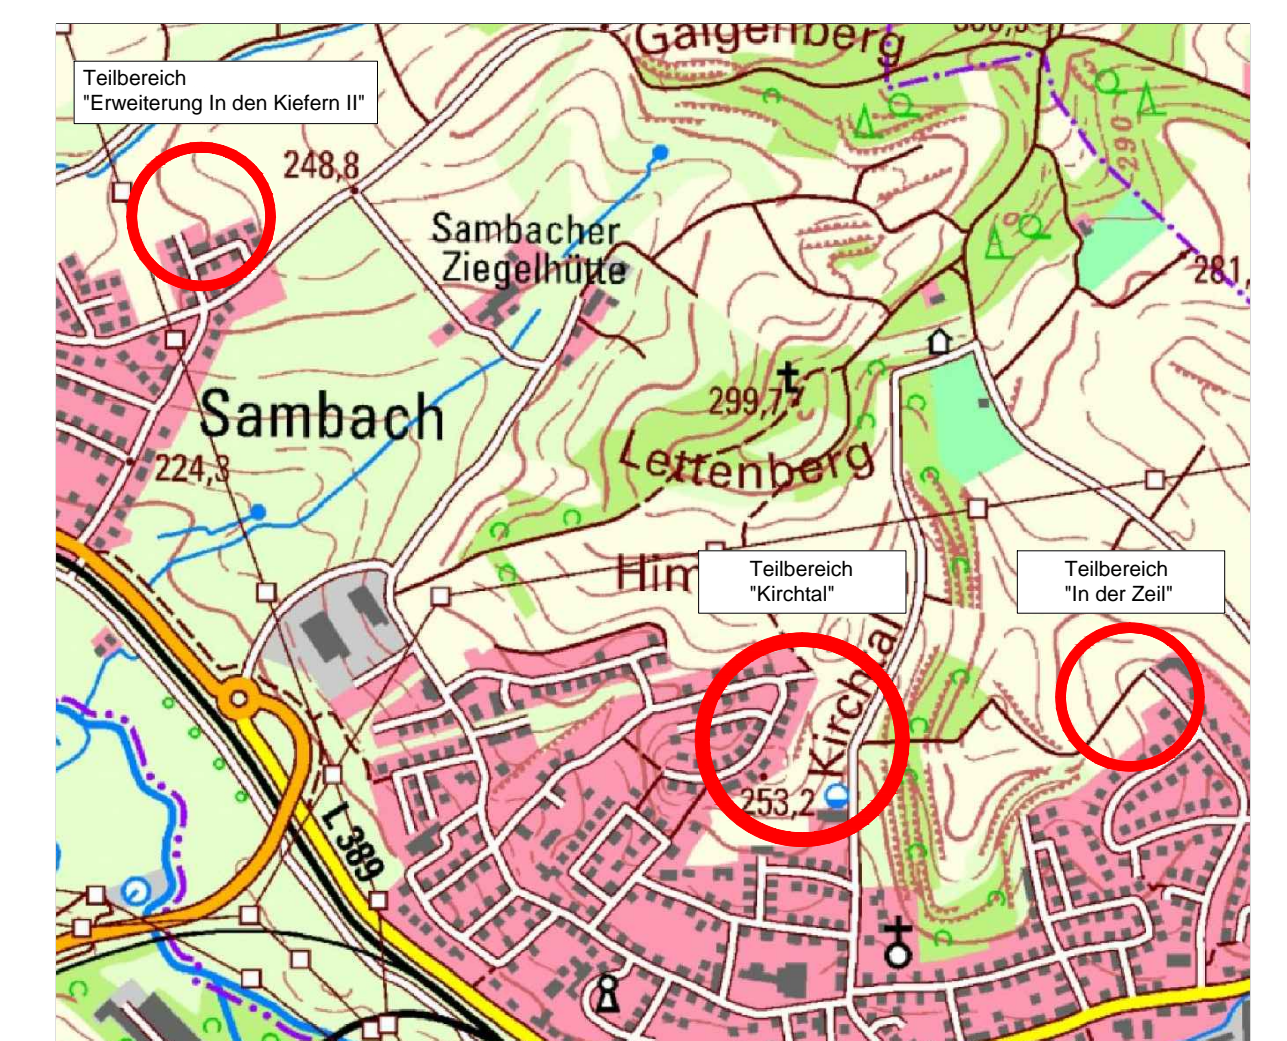 Galgenberg
Teilbereich
"Erweiterung In den Kiefern II"
290
248,8
Sambacher
Ziegelhütte
281,
299,7
Sambach
Lettenberg
224,3
Teilbereich
"Kirchtal"
Teilbereich
"In der Zeil"
Him
Kirchtal
253,2
L 389